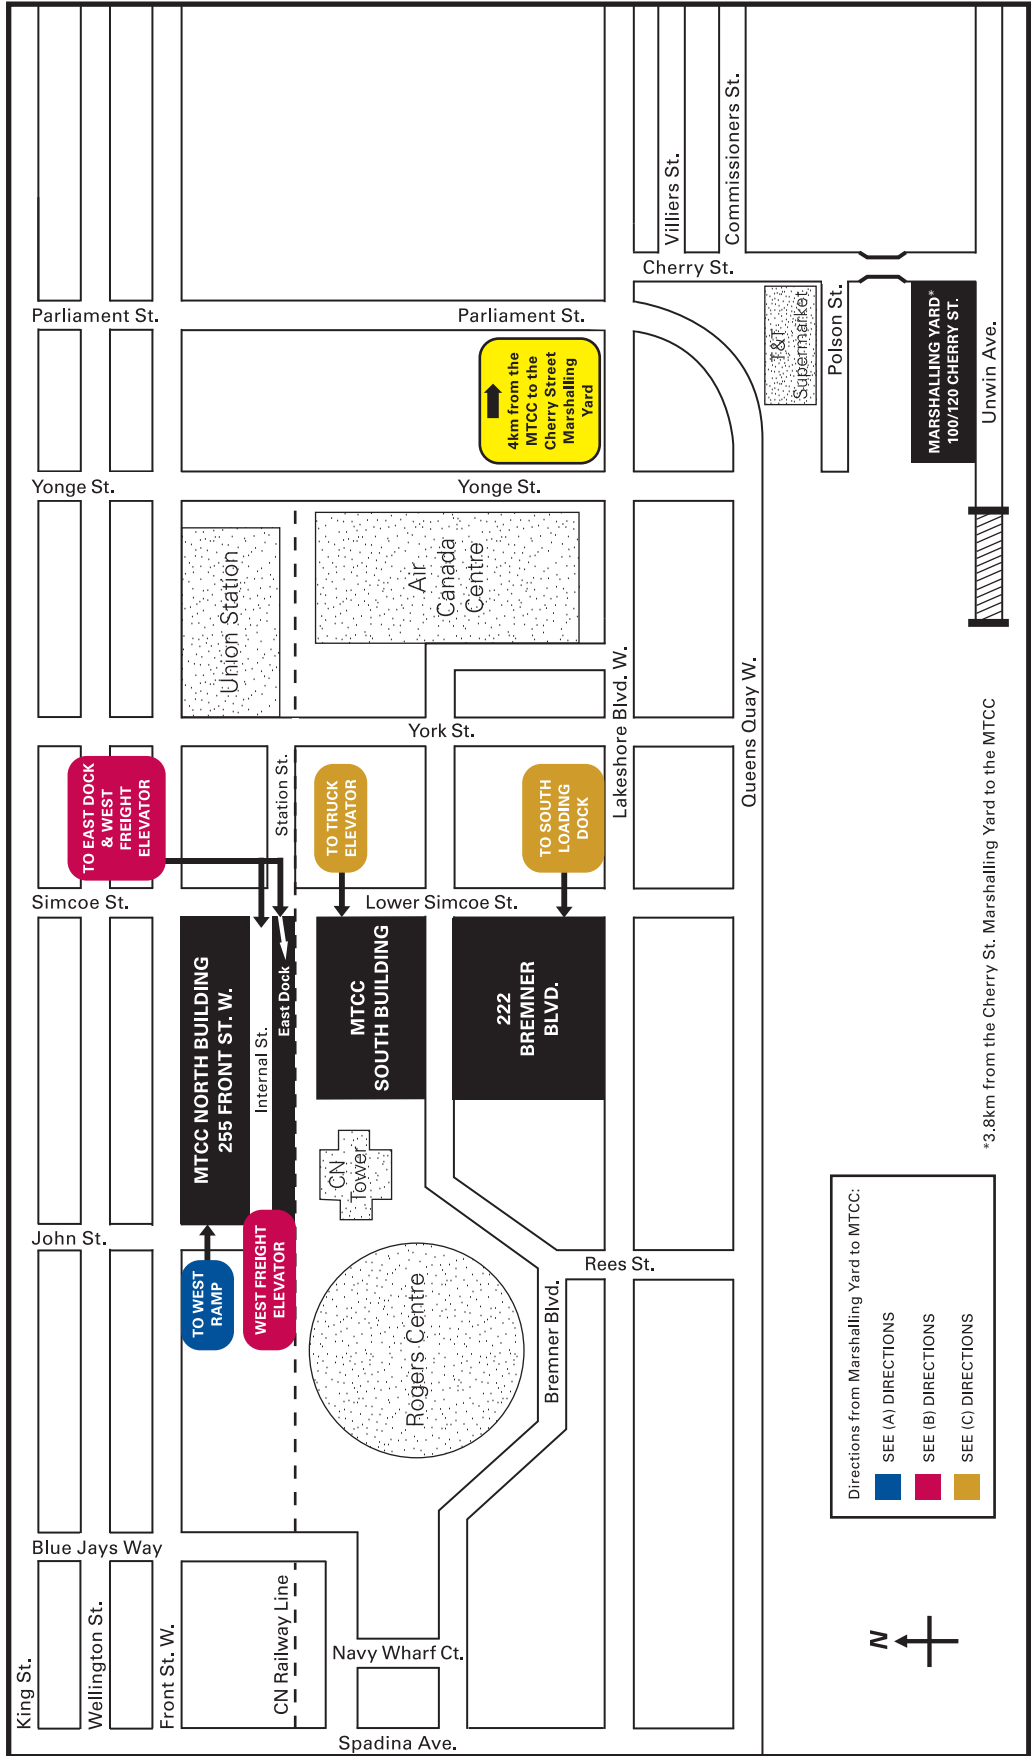 King St.
Wellington St.
Front St. W.
CN Railway Line
Spadina Ave.
Navy Wharf Ct.
Blue Jays Way
John St.
Simcoe St.
Yonge St.
Parliament St.
Parliament St.
Yonge St.
York St.
Lower Simcoe St.
Station St.
Internal St.
Rees St.
Bremner Blvd.
Lakeshore Blvd. W.
Queens Quay W.
Cherry St.
Villiers St.
Commissioners St.
Polson St.
Unwin Ave.
TO EAST DOCK
& WEST
FREIGHT
ELEVATOR
TO TRUCK
ELEVATOR
TO SOUTH
LOADING
DOCK
TO WEST
RAMP
WEST FREIGHT
ELEVATOR
MTCC NORTH BUILDING
255 FRONT ST. W.
East Dock
MTCC
SOUTH BUILDING
222
BREMNER
BLVD.
CN
Tower
Rogers Centre
Union Station
Air
Canada
Centre
4km from the
MTCC to the
Cherry Street
Marshalling
Yard
T&T
Supermarket
MARSHALLING YARD*
100/120 CHERRY ST.
*3.8km from the Cherry St. Marshalling Yard to the MTCC
Directions from Marshalling Yard to MTCC:
SEE (A) DIRECTIONS
SEE (B) DIRECTIONS
SEE (C) DIRECTIONS
N